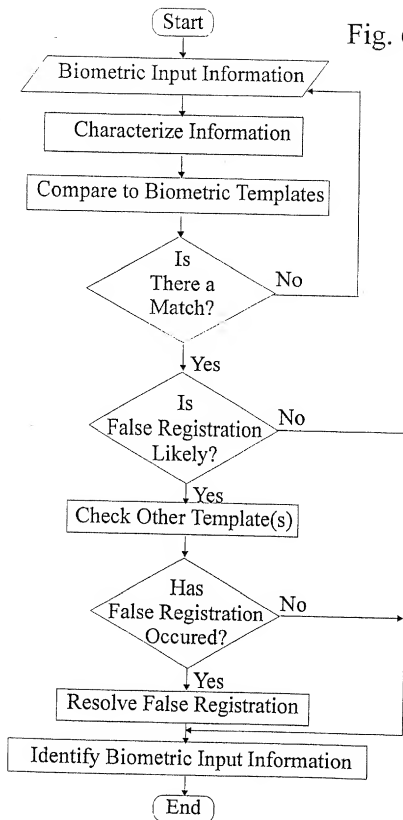 Start
Fig.
Biometric Input Information
Characterize Information
Compare to Biometric Templates
Is
There a
Match?
No
Yes
Is
False Registration
Likely?
No
Yes
Check Other Template(s)
Has
False Registration
Occured?
No
Yes
Resolve False Registration
Identify Biometric Input Information
End